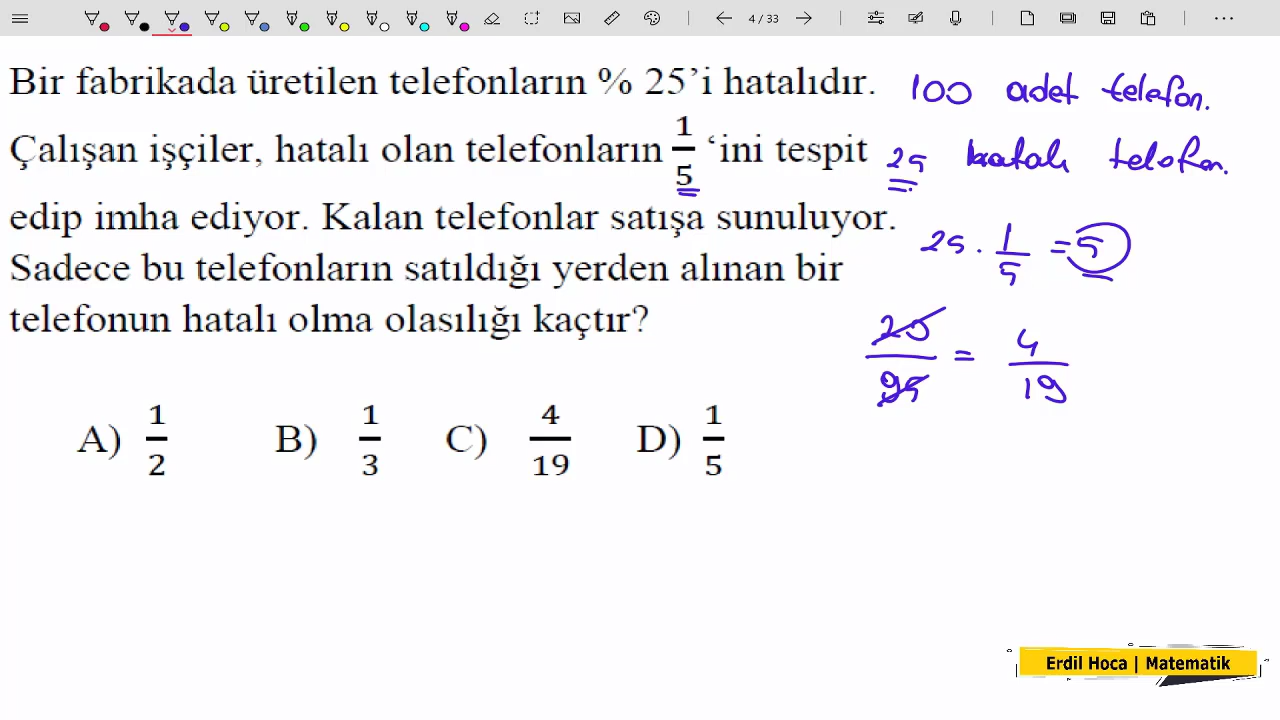 4 / 33
Bir fabrikada üretilen telefonların % 25’i hatalıdır.
Çalışan işçiler, hatalı olan telefonların 1/5 ‘ini tespit
edip imha ediyor. Kalan telefonlar satışa sunuluyor.
Sadece bu telefonların satıldığı yerden alınan bir
telefonun hatalı olma olasılığı kaçtır?
A) 1/2 B) 1/3 C) 4/19 D) 1/5
100 adet telefon.
25 hatalı telefon.
25 . 1/5 = 5
20/95 = 4/19
Erdil Hoca | Matematik